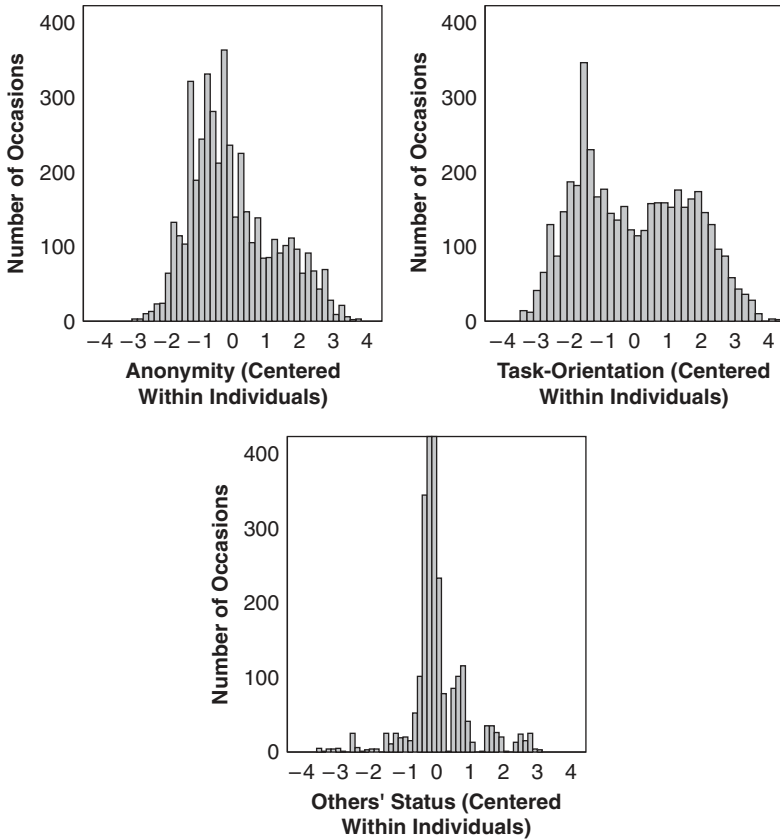 400
300
200
100
0
Number of Occasions
−4 −3 −2 −1 0 1 2 3 4
Anonymity (Centered
Within Individuals)
400
300
200
100
0
Number of Occasions
−4 −3 −2 −1 0 1 2 3 4
Task-Orientation (Centered
Within Individuals)
400
300
200
100
0
Number of Occasions
−4 −3 −2 −1 0 1 2 3 4
Others' Status (Centered
Within Individuals)